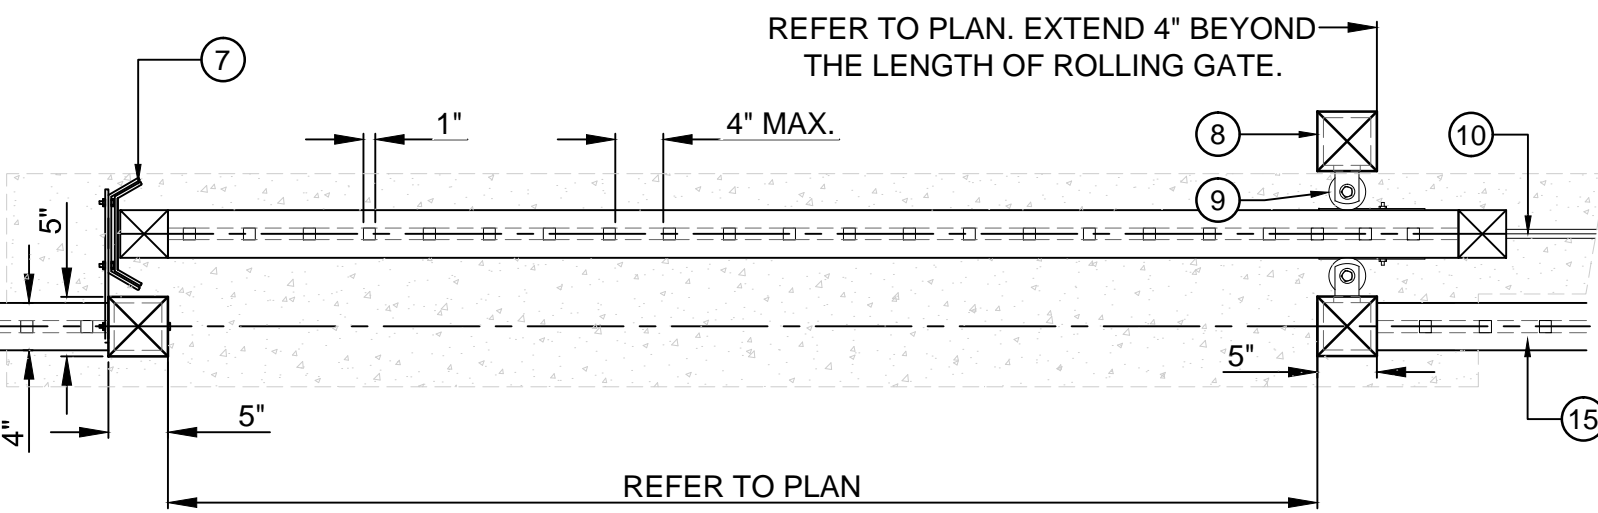 REFER TO PLAN. EXTEND 4" BEYOND
THE LENGTH OF ROLLING GATE.
7
1"
4" MAX.
8
10
9
5"
4"
5"
5"
15
REFER TO PLAN